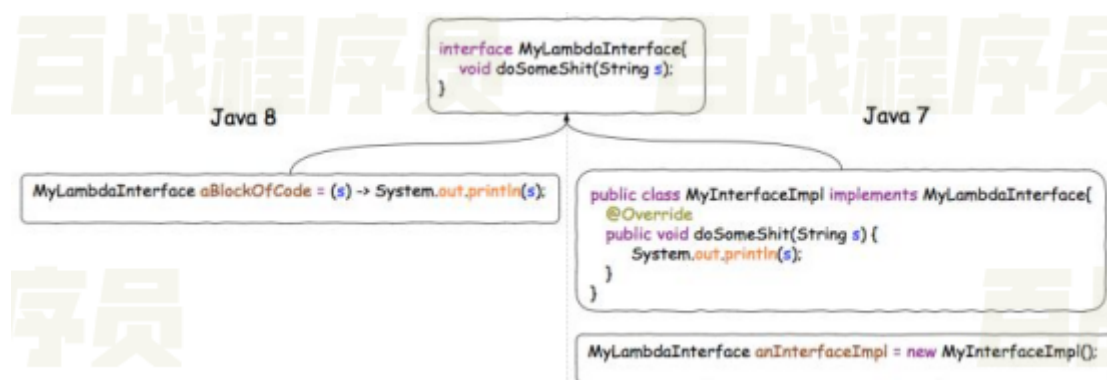 百战程序员
百战程序员
interface MyLambdaInterface{
void doSomeShit(String s);
}
Java 8
Java 7
MyLambdaInterface aBlockOfCode = (s) -> System.out.println(s);
public class MyInterfaceImpl implements MyLambdaInterface{
@Override
public void doSomeShit(String s) {
System.out.println(s);
}
}
序员
百战
MyLambdaInterface anInterfaceImpl = new MyInterfaceImpl();